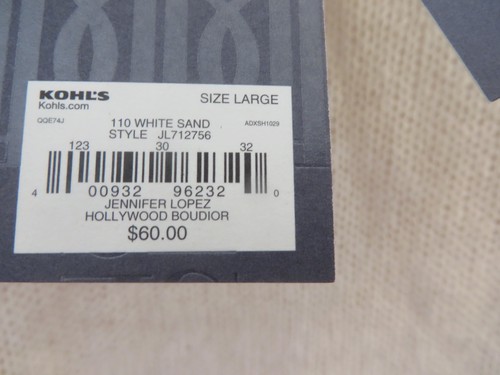 KOHL'S SIZE LARGE
Kohls.com
QQE74J 110 WHITE SAND ADXSH1029
STYLE JL712756
123 30 32
4 00932 96232 0
JENNIFER LOPEZ
HOLLYWOOD BOUDIOR
$60.00